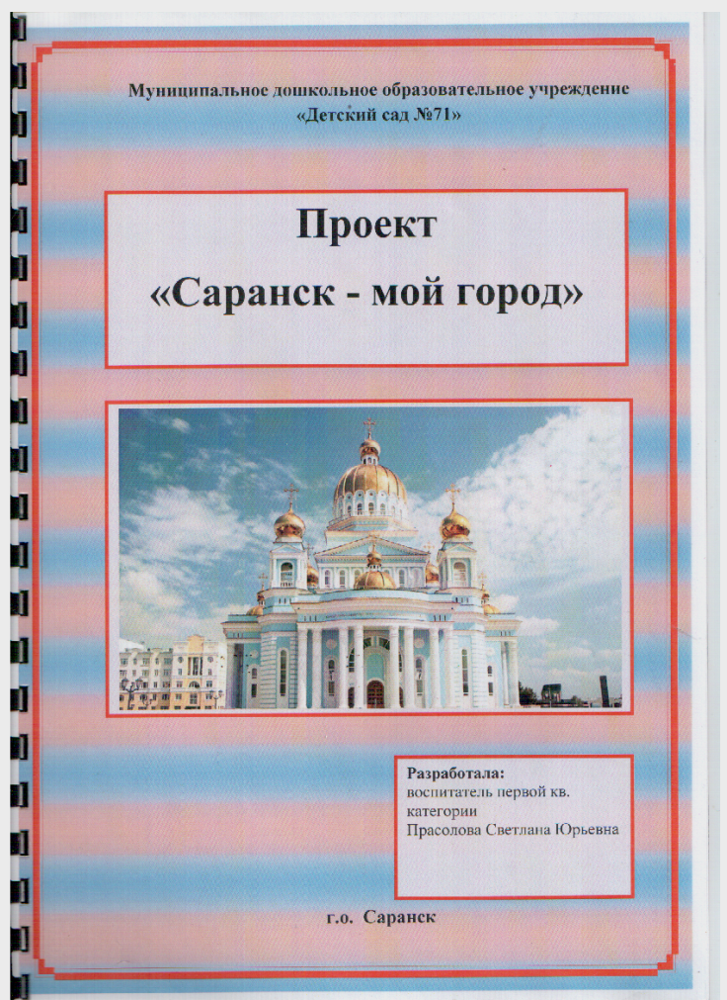 Муниципальное дошкольное образовательное учреждение
«Детский сад №71»
Проект
«Саранск - мой город»
Разработала:
воспитатель первой кв.
категории
Прасолова Светлана Юрьевна
г.о. Саранск